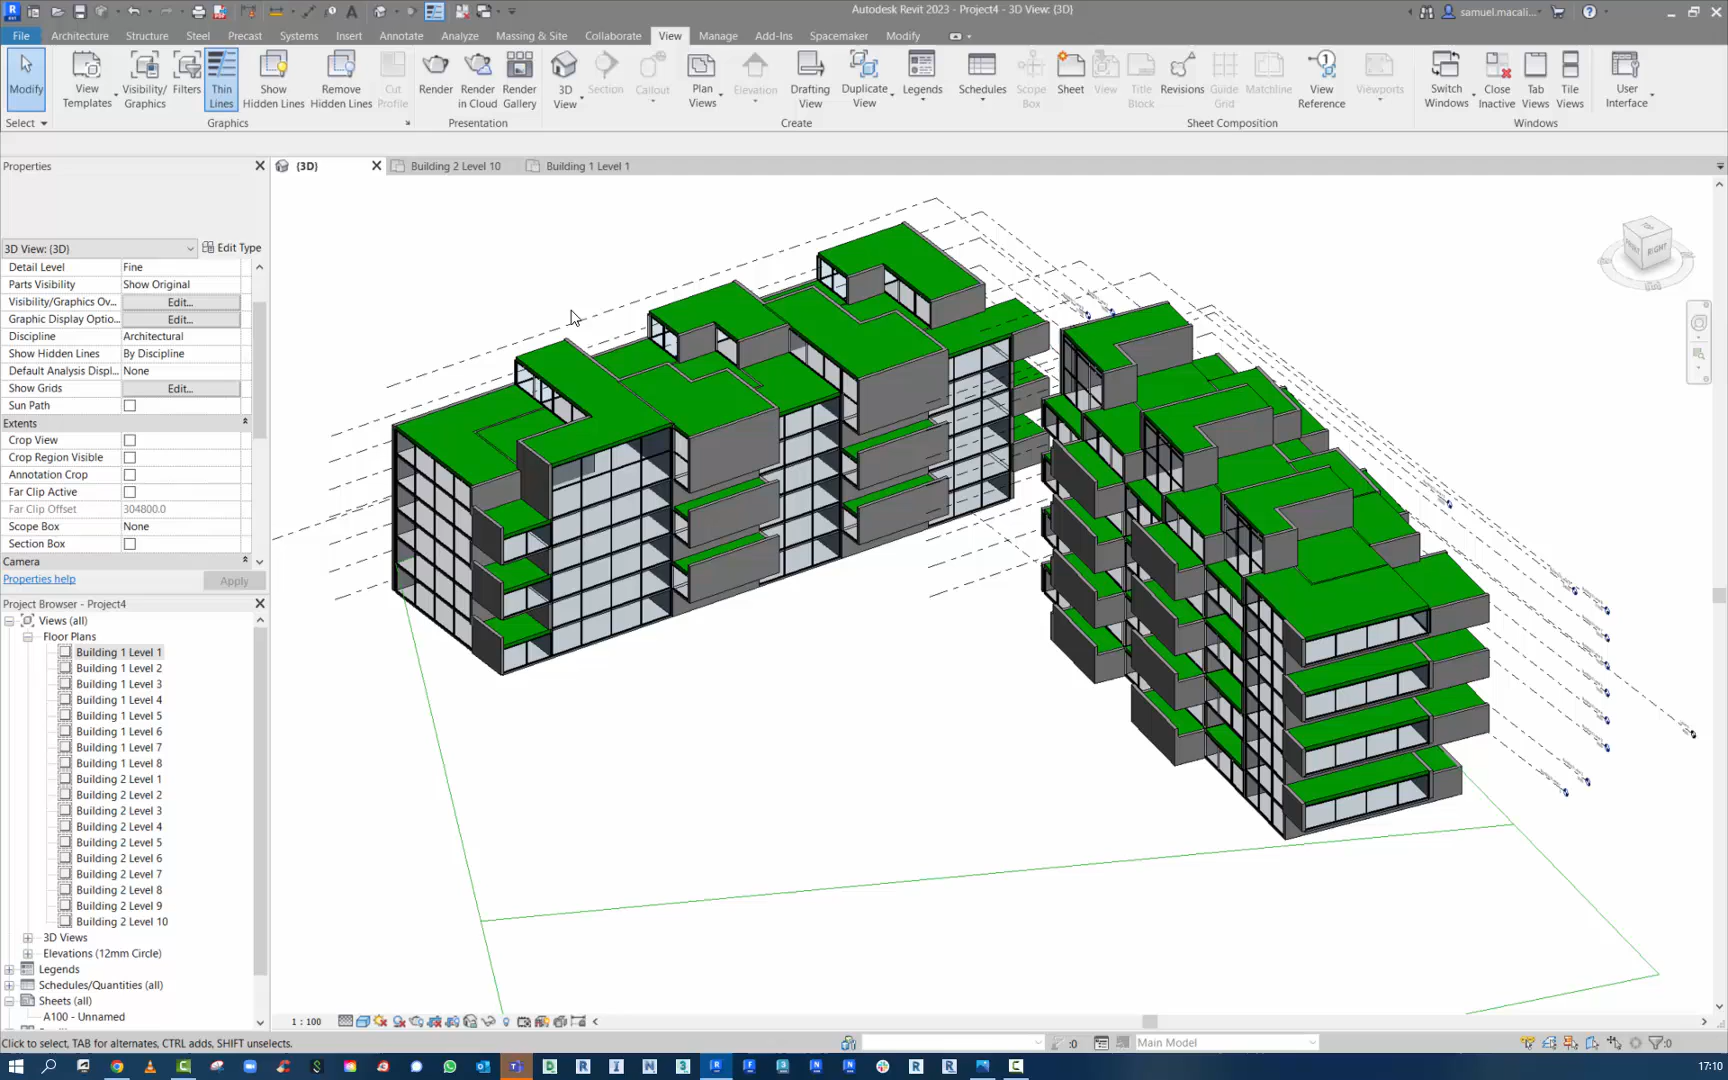 Autodesk Revit 2023 - Project4 - 3D View: {3D}
samuel.macali...
File Architecture Structure Steel Precast Systems Insert Annotate Analyze Massing & Site Collaborate View Manage Add-Ins Spacemaker Modify
Modify
View Templates
Visibility/ Graphics
Filters
Thin Lines
Show Hidden Lines
Remove Hidden Lines
Cut Profile
Render
Render in Cloud
Render Gallery
3D View
Section
Callout
Plan Views
Elevation
Drafting View
Duplicate View
Legends
Schedules
Scope Box
Sheet
View
Title Block
Revisions
Guide Grid
Matchline
View Reference
Viewports
Switch Windows
Close Inactive
Tab Views
Tile Views
User Interface
Select Graphics Presentation Create Sheet Composition Windows
Properties
{3D} Building 2 Level 10 Building 1 Level 1
3D View: {3D} Edit Type
Detail Level Fine
Parts Visibility Show Original
Visibility/Graphics Ov... Edit...
Graphic Display Optio... Edit...
Discipline Architectural
Show Hidden Lines By Discipline
Default Analysis Displ... None
Show Grids Edit...
Sun Path
Extents
Crop View
Crop Region Visible
Annotation Crop
Far Clip Active
Far Clip Offset 304800.0
Scope Box None
Section Box
Camera
Properties help Apply
Project Browser - Project4
Views (all)
Floor Plans
Building 1 Level 1
Building 1 Level 2
Building 1 Level 3
Building 1 Level 4
Building 1 Level 5
Building 1 Level 6
Building 1 Level 7
Building 1 Level 8
Building 2 Level 1
Building 2 Level 2
Building 2 Level 3
Building 2 Level 4
Building 2 Level 5
Building 2 Level 6
Building 2 Level 7
Building 2 Level 8
Building 2 Level 9
Building 2 Level 10
3D Views
Elevations (12mm Circle)
Legends
Schedules/Quantities (all)
Sheets (all)
A100 - Unnamed
TOP
FRONT
RIGHT
1 : 100
Click to select, TAB for alternates, CTRL adds, SHIFT unselects.
:0
Main Model
:0
17:10